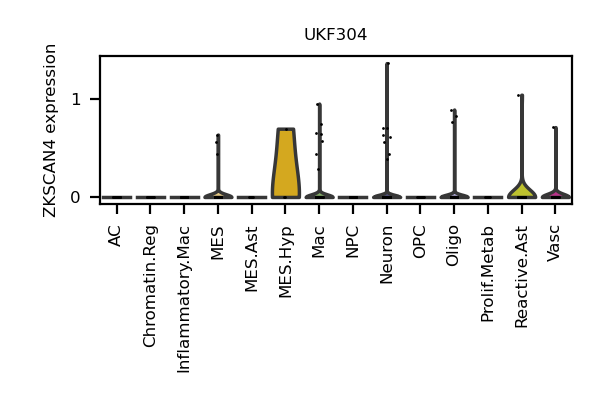 UKF304
ZKSCAN4 expression
1
0
AC
Chromatin.Reg
Inflammatory.Mac
MES
MES.Ast
MES.Hyp
Mac
NPC
Neuron
OPC
Oligo
Prolif.Metab
Reactive.Ast
Vasc